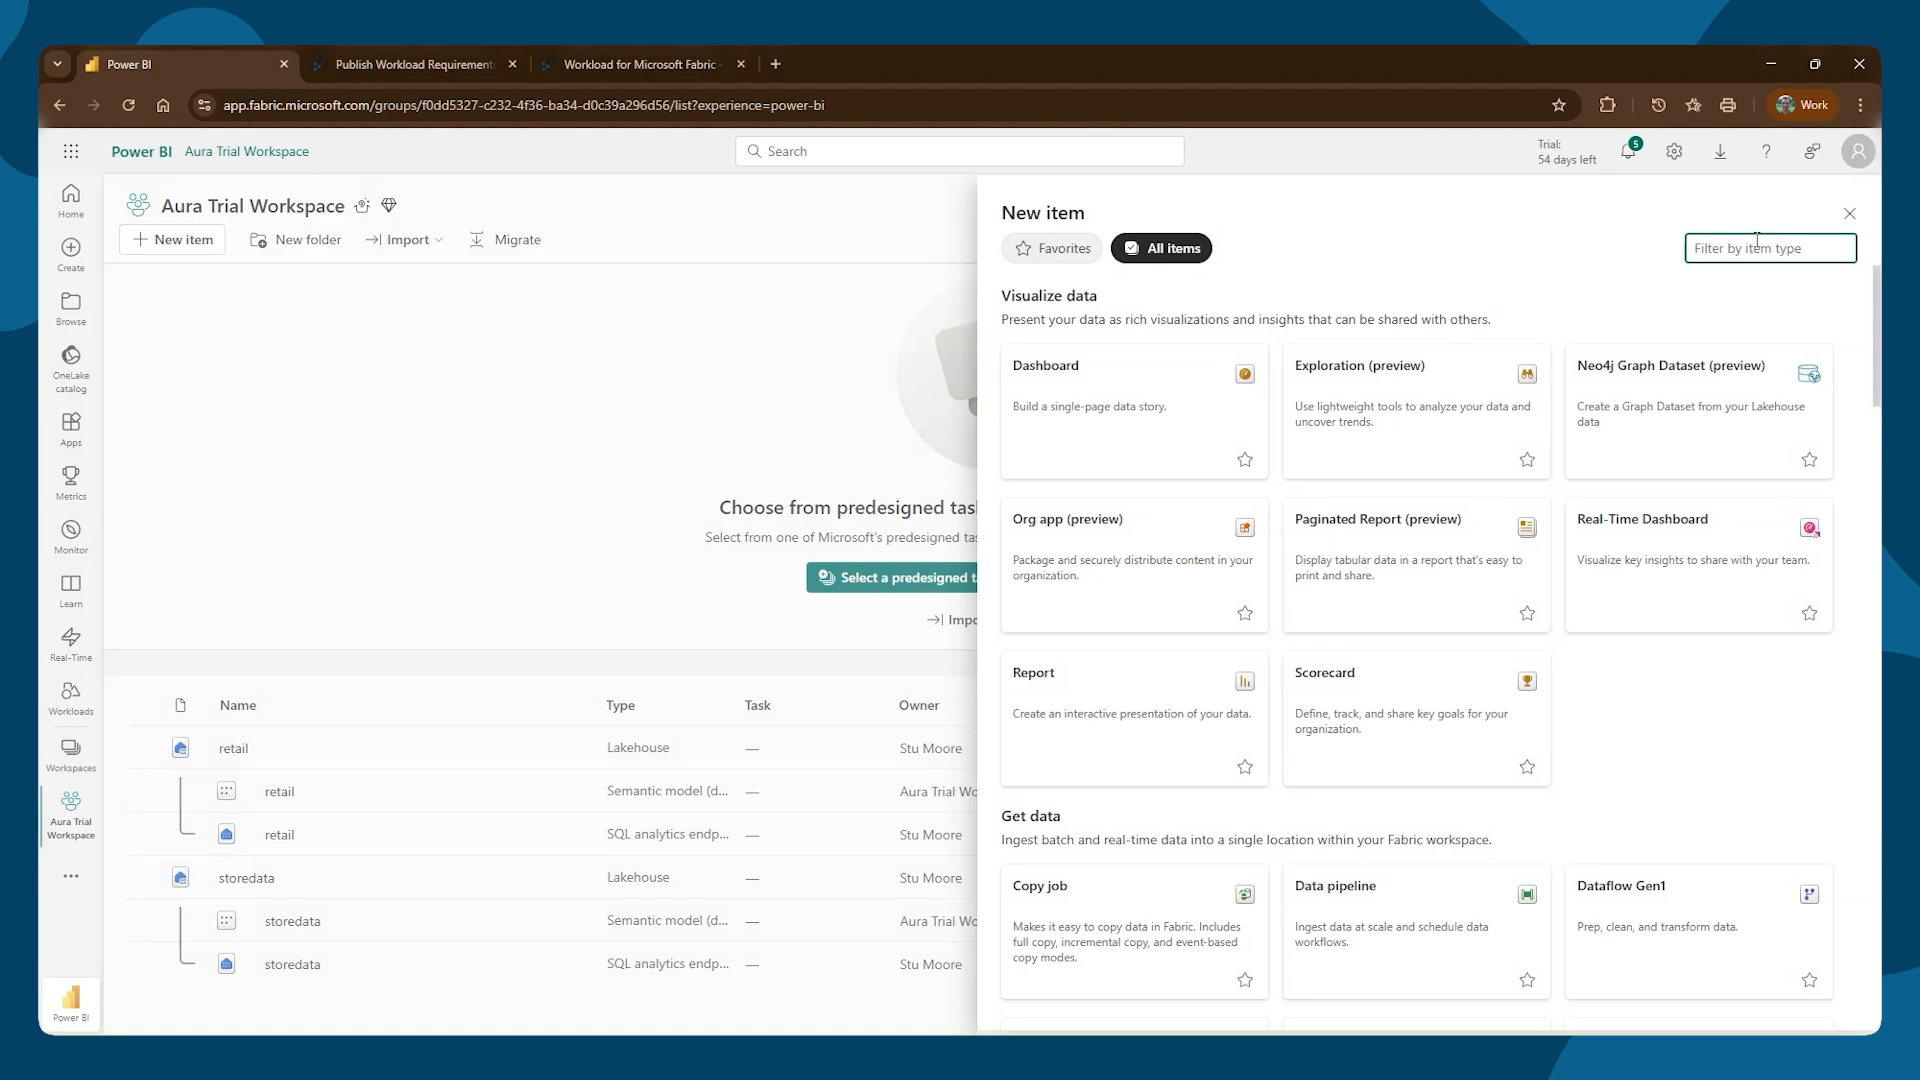 Power BI
Publish Workload Requirement
Workload for Microsoft Fabric -
app.fabric.microsoft.com/groups/f0dd5327-c232-4f36-ba34-d0c39a296d56/list?experience=power-bi
Work
Power BI Aura Trial Workspace
Search
Trial:
54 days left
5
Home
Create
Browse
OneLake
catalog
Apps
Metrics
Monitor
Learn
Real-Time
Workloads
Workspaces
Aura Trial
Workspace
Power BI
Aura Trial Workspace
New item
New folder
Import
Migrate
Choose from predesigned
Select from one of Microsoft's predesigned
Select a predesigned
Name
Type
Task
Owner
retail
Lakehouse
—
Stu Moore
retail
Semantic model (d...
—
Aura Trial
retail
SQL analytics endp...
—
Stu Moore
storedata
Lakehouse
—
Stu Moore
storedata
Semantic model (d...
—
Aura Trial
storedata
SQL analytics endp...
—
Stu Moore
New item
Favorites
All items
Filter by item type
Visualize data
Present your data as rich visualizations and insights that can be shared with others.
Dashboard
Build a single-page data story.
Exploration (preview)
Use lightweight tools to analyze your data and
uncover trends.
Neo4j Graph Dataset (preview)
Create a Graph Dataset from your Lakehouse
data
Org app (preview)
Package and securely distribute content in your
organization.
Paginated Report (preview)
Display tabular data in a report that's easy to
print and share.
Real-Time Dashboard
Visualize key insights to share with your team.
Report
Create an interactive presentation of your data.
Scorecard
Define, track, and share key goals for your
organization.
Get data
Ingest batch and real-time data into a single location within your Fabric workspace.
Copy job
Makes it easy to copy data in Fabric. Includes
full copy, incremental copy, and event-based
copy modes.
Data pipeline
Ingest data at scale and schedule data
workflows.
Dataflow Gen1
Prep, clean, and transform data.